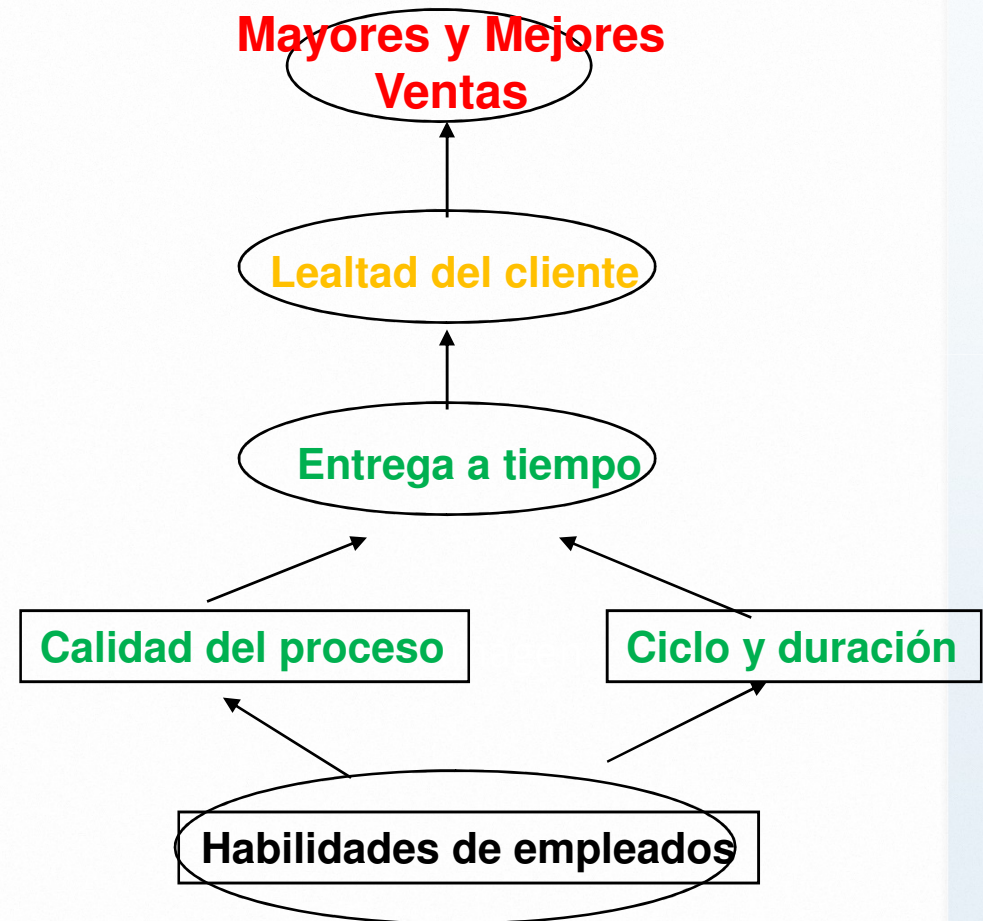 Mayores y Mejores
Ventas
Lealtad del cliente
Entrega a tiempo
Calidad del proceso
Ciclo y duración
Habilidades de empleados